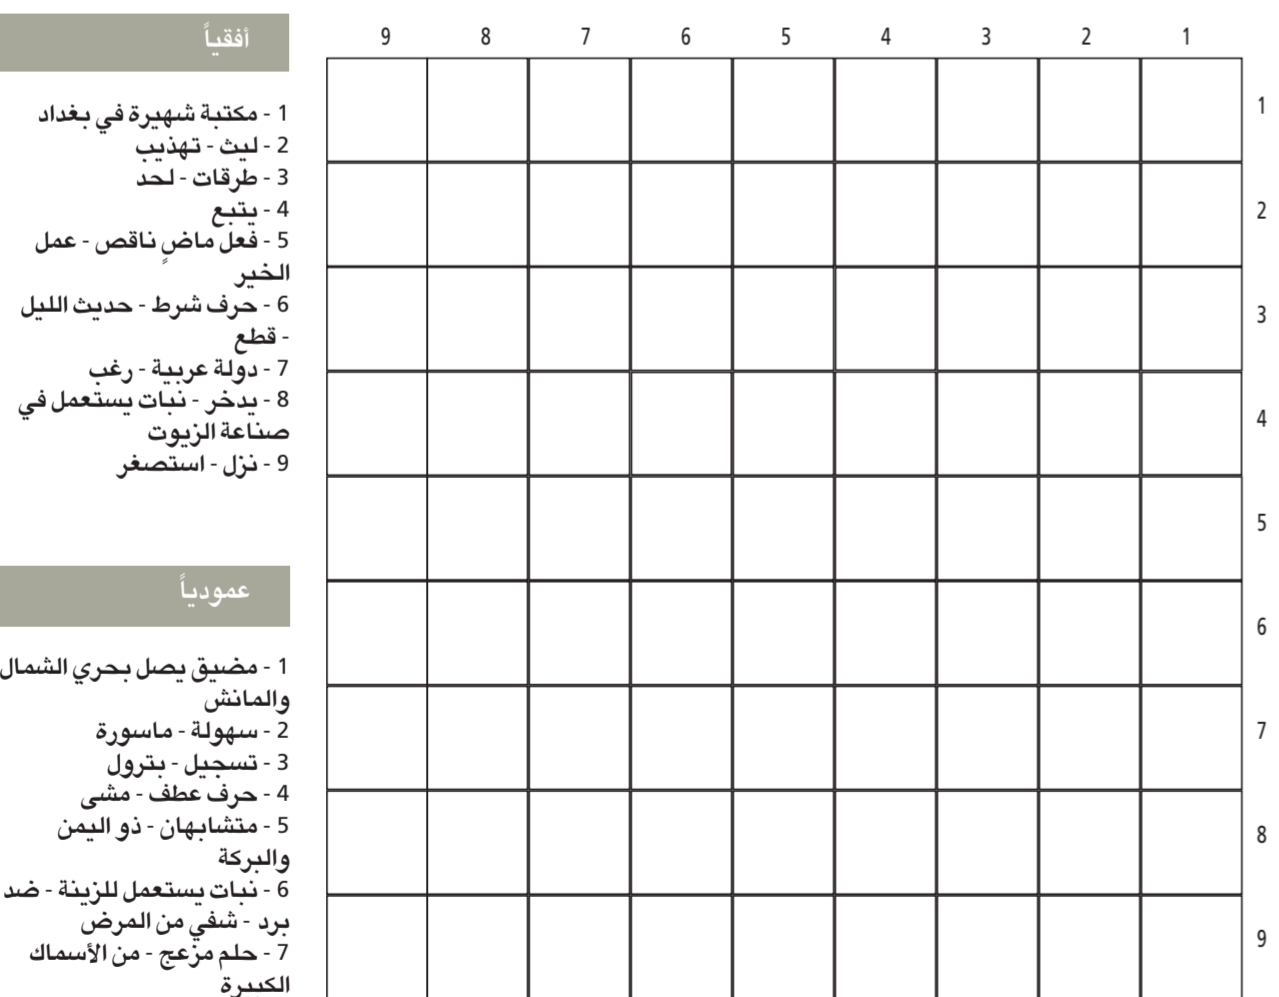 أفقياً
1 - مكتبة شهيرة في بغداد
2 - ليث - تهذيب
3 - طرقات - لحد
4 - يتبع
5 - فعل ماضٍ ناقص - عمل
الخير
6 - حرف شرط - حديث الليل
- قطع
7 - دولة عربية - رغب
8 - يدخر - نبات يستعمل في
صناعة الزيوت
9 - نزل - استصغر
عمودياً
1 - مضيق يصل بحري الشمال
والمانش
2 - سهولة - ماسورة
3 - تسجيل - بترول
4 - حرف عطف - مشى
5 - متشابهان - ذو اليمن
والبركة
6 - نبات يستعمل للزينة - ضد
برد - شفي من المرض
7 - حلم مزعج - من الأسماك
الكبيرة
9 8 7 6 5 4 3 2 1
1
2
3
4
5
6
7
8
9